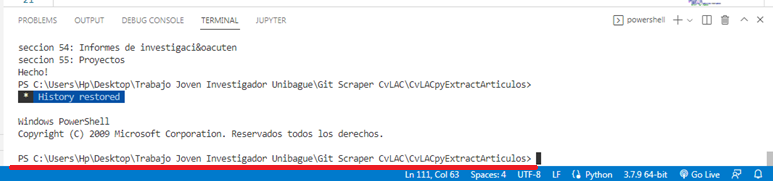 21
PROBLEMS OUTPUT DEBUG CONSOLE TERMINAL JUPYTER powershell
seccion 54: Informes de investigaci&oacuten
seccion 55: Proyectos
Hecho!
PS C:\Users\Hp\Desktop\Trabajo Joven Investigador Unibague\Git Scraper CvLAC\CvLACpyExtractArticulos>
* History restored
Windows PowerShell
Copyright (C) 2009 Microsoft Corporation. Reservados todos los derechos.
PS C:\Users\Hp\Desktop\Trabajo Joven Investigador Unibague\Git Scraper CvLAC\CvLACpyExtractArticulos>
Ln 111, Col 63 Spaces: 4 UTF-8 LF Python 3.7.9 64-bit Go Live